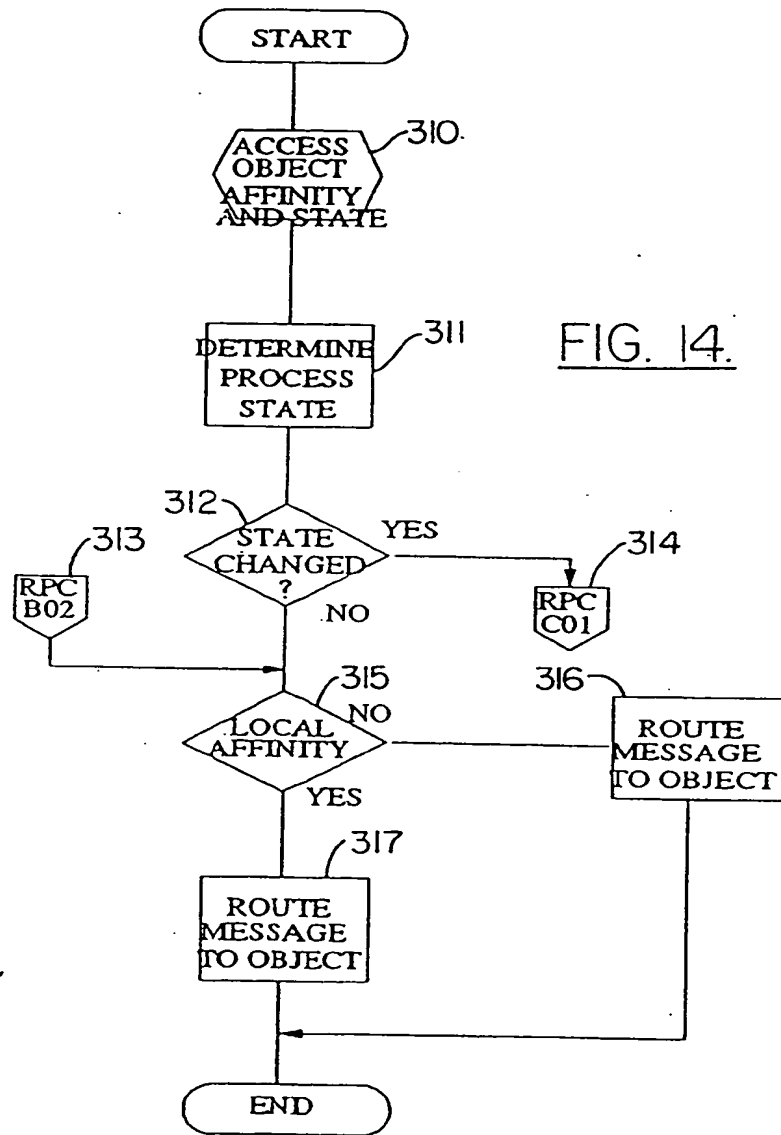 START
310
ACCESS
OBJECT
AFFINITY
AND STATE
311
DETERMINE
PROCESS
STATE
FIG. 14.
312
STATE
CHANGED
?
YES
NO
313
RPC
B02
314
RPC
C01
315
LOCAL
AFFINITY
NO
YES
316
ROUTE
MESSAGE
TO OBJECT
317
ROUTE
MESSAGE
TO OBJECT
END